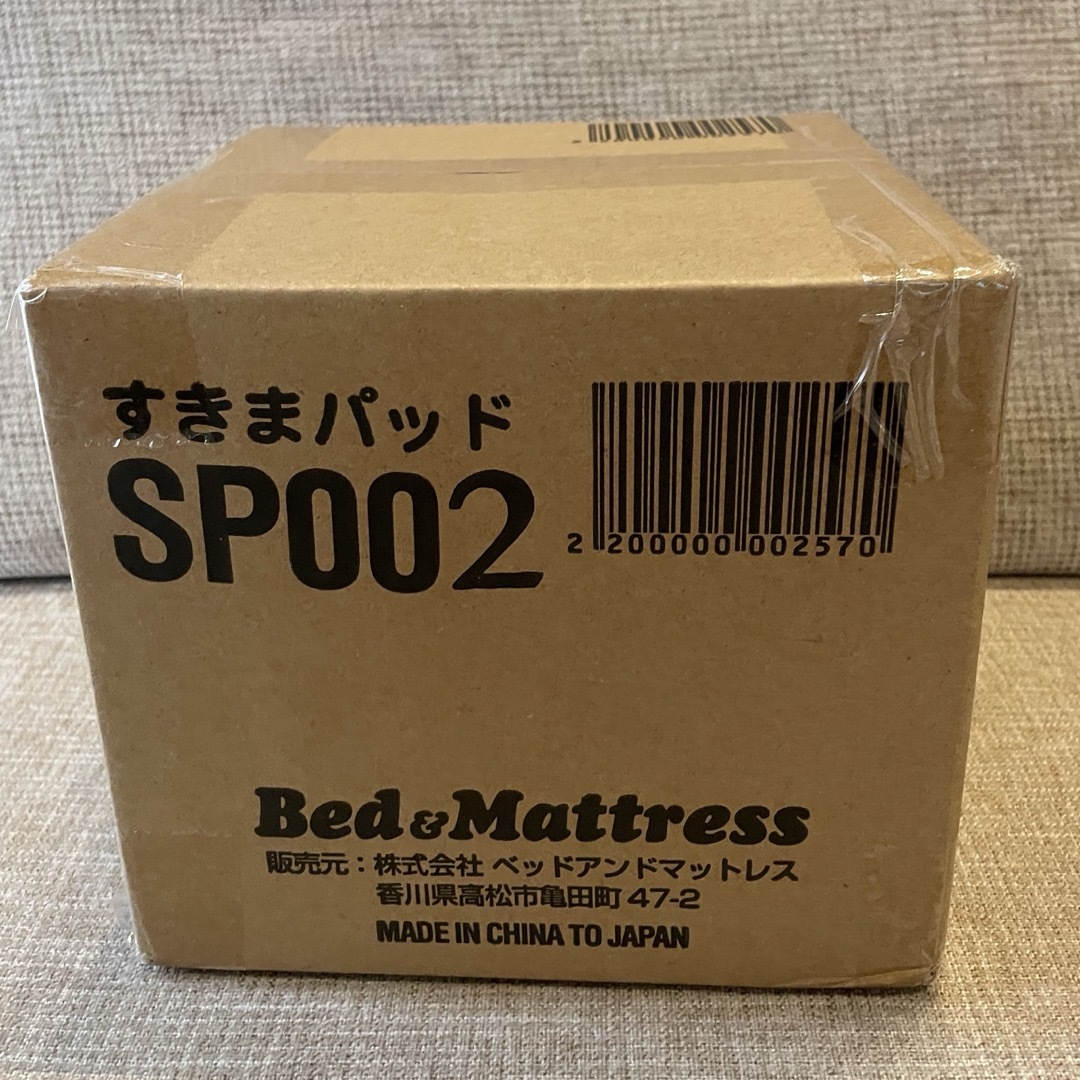 すきまパッド
SP002
2 200000 002570
Bed&Mattress
販売元：株式会社 ベッドアンドマットレス
香川県高松市亀田町 47-2
MADE IN CHINA TO JAPAN